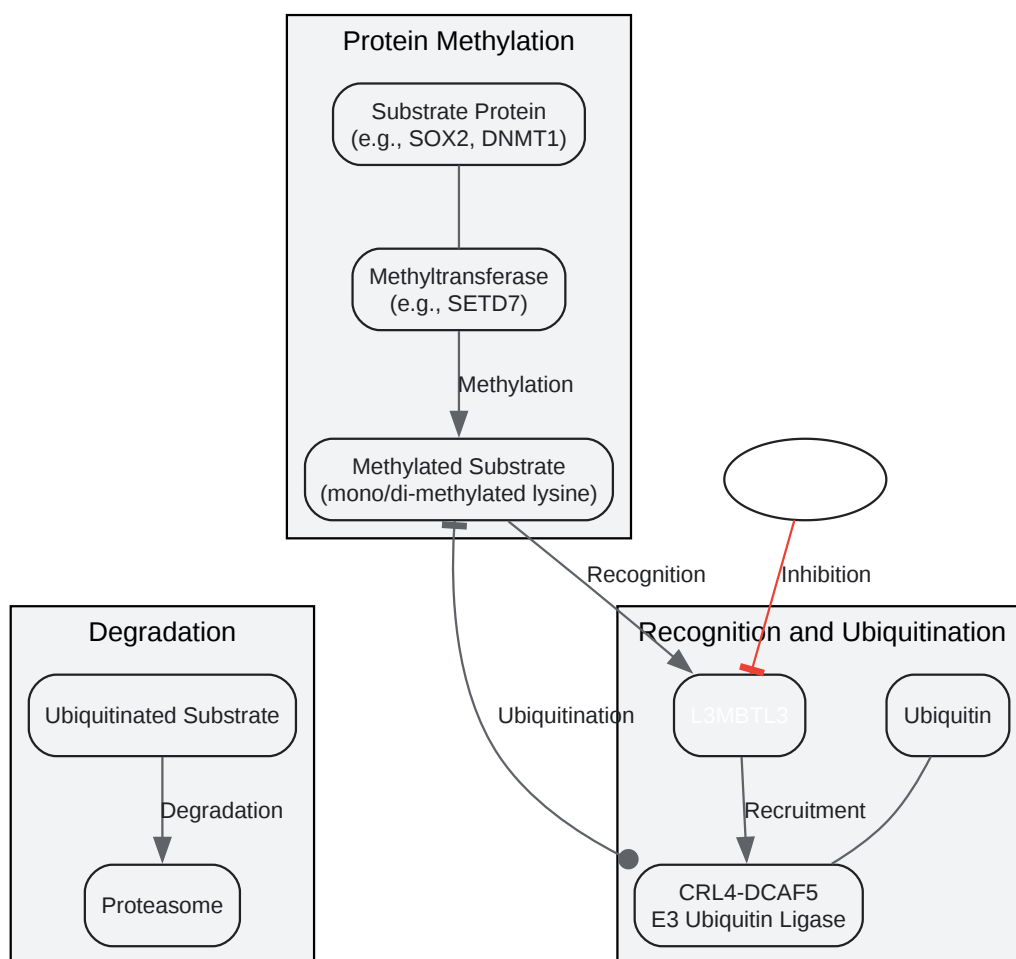 Protein Methylation
Substrate Protein
(e.g., SOX2, DNMT1)
Methyltransferase
(e.g., SETD7)
Methylation
Methylated Substrate
(mono/di-methylated lysine)
Recognition
Inhibition
Degradation
Ubiquitinated Substrate
Degradation
Proteasome
Ubiquitination
Recognition and Ubiquitination
L3MBTL3
Ubiquitin
Recruitment
CRL4-DCAF5
E3 Ubiquitin Ligase